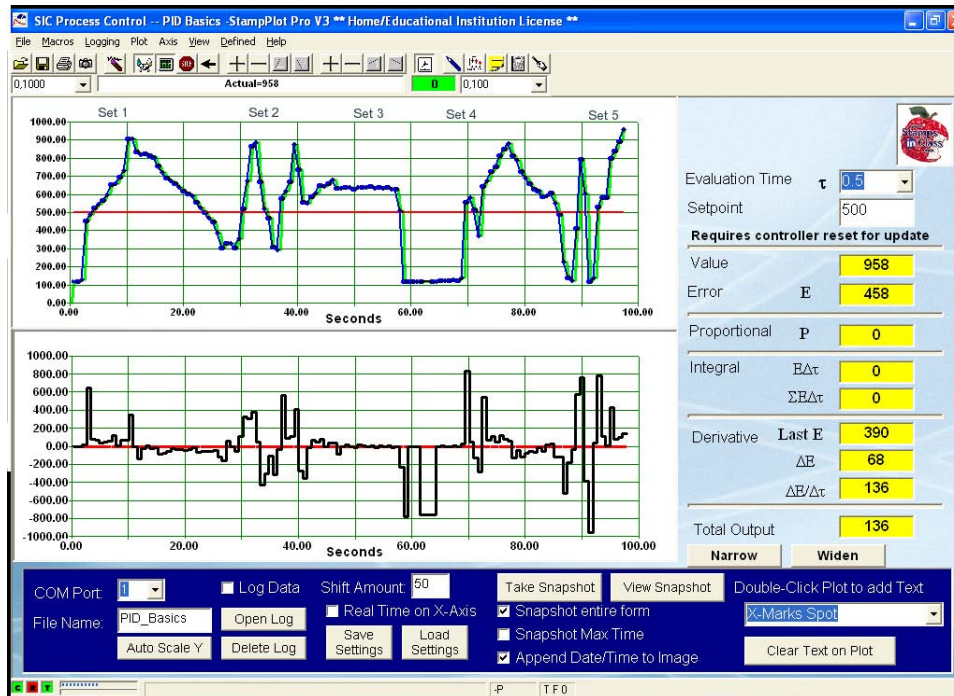 SIC Process Control -- PID Basics -StampPlot Pro V3 ** Home/Educational Institution License **
File Macros Logging Plot Axis View Defined Help
0,1000 Actual=958 0 0,100
Set 1 Set 2 Set 3 Set 4 Set 5
1000.00
900.00
800.00
700.00
600.00
500.00
400.00
300.00
200.00
100.00
0.00 20.00 40.00 60.00 80.00 100.00
Seconds
1000.00
800.00
600.00
400.00
200.00
0.00
-200.00
-400.00
-600.00
-800.00
-1000.00
0.00 20.00 40.00 60.00 80.00 100.00
Seconds
Stamps in Class
Evaluation Time τ 0.5
Setpoint 500
Requires controller reset for update
Value 958
Error E 458
Proportional P 0
Integral EΔτ 0
ΣEΔτ 0
Derivative Last E 390
ΔE 68
ΔE/Δτ 136
Total Output 136
Narrow Widen
COM Port: 1
Log Data
Shift Amount: 50
Take Snapshot View Snapshot
Double-Click Plot to add Text
File Name: PID_Basics
Open Log
Real Time on X-Axis
Snapshot entire form
X-Marks Spot
Auto Scale Y
Delete Log
Save Settings
Load Settings
Snapshot Max Time
Append Date/Time to Image
Clear Text on Plot
C R T
-P T F 0